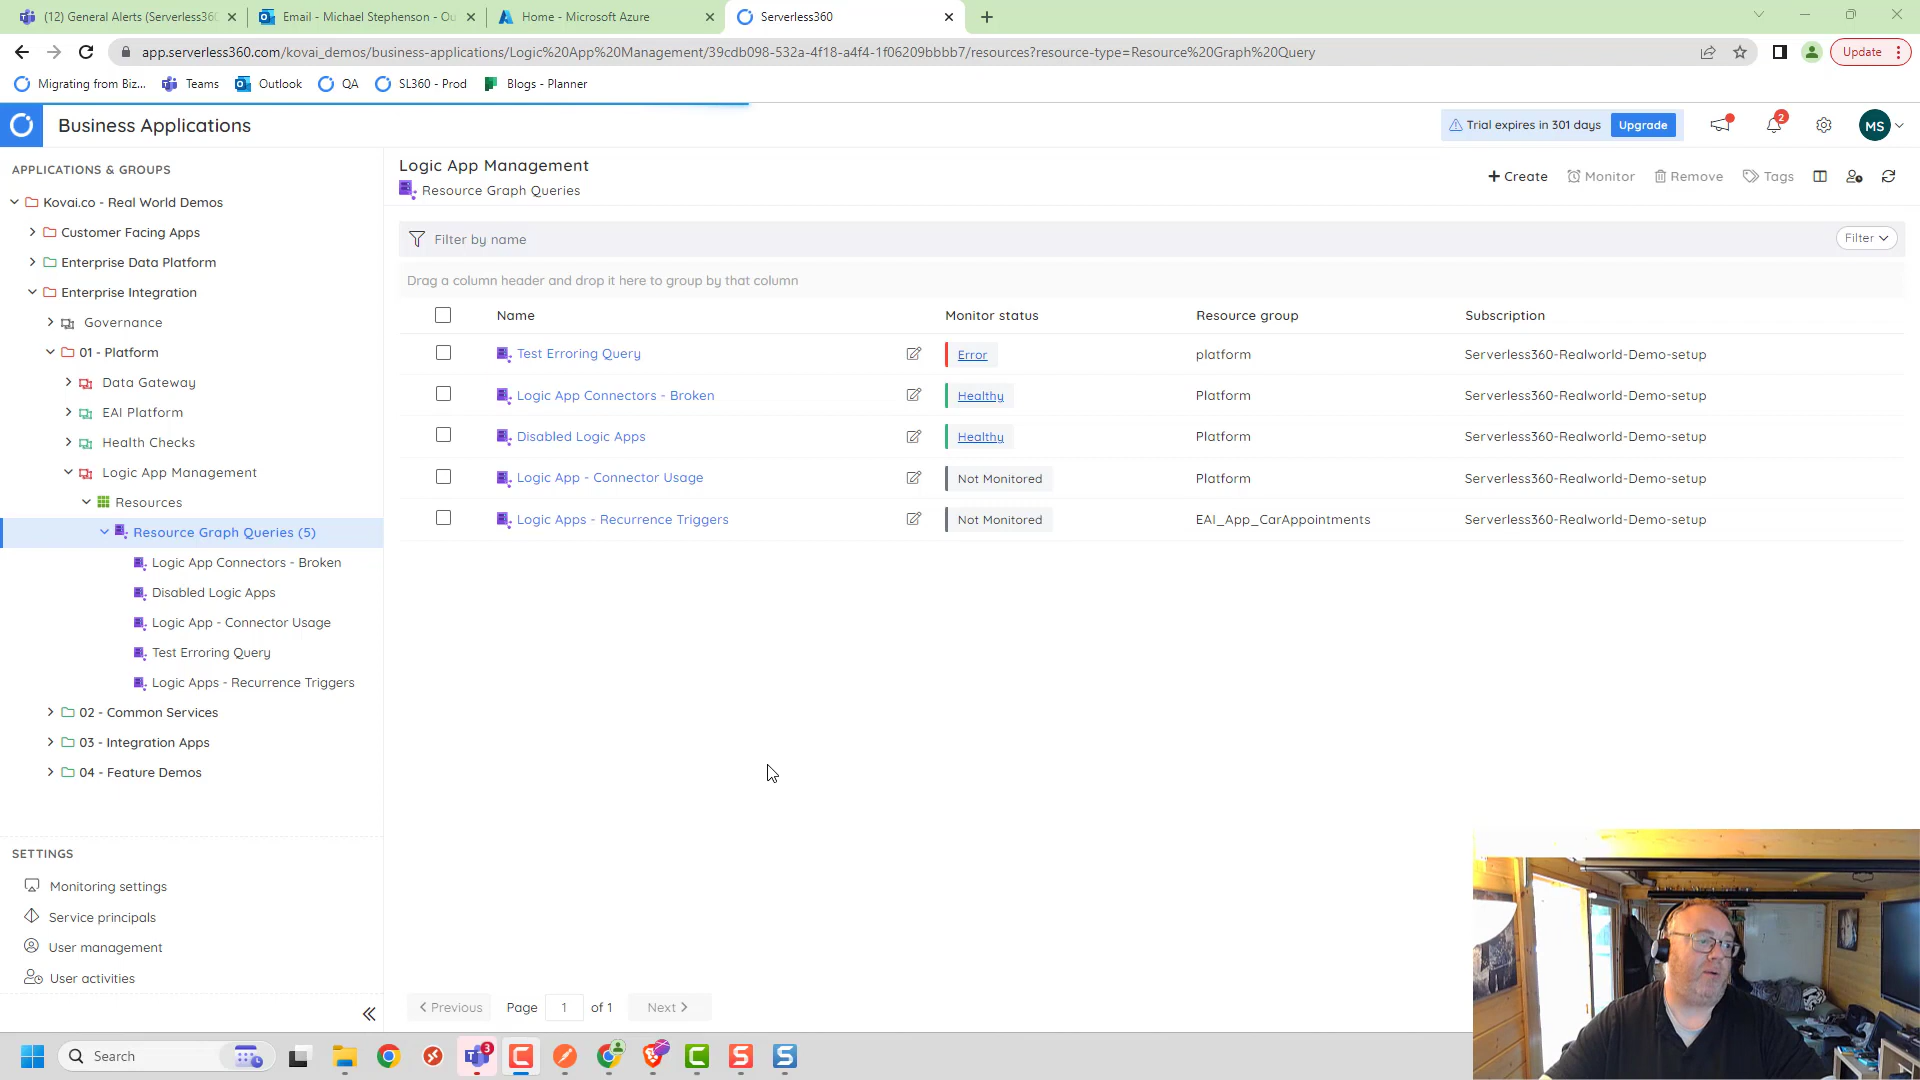 (12) General Alerts (Serverless36
Email - Michael Stephenson - Ou
Home - Microsoft Azure
Serverless360
app.serverless360.com/kovai_demos/business-applications/Logic%20App%20Management/39cdb098-532a-4f18-a4f4-1f06209bbbb7/resources?resource-type=Resource%20Graph%20Query
Update
Migrating from Biz...
Teams
Outlook
QA
SL360 - Prod
Blogs - Planner
Business Applications
Trial expires in 301 days
Upgrade
2
MS
APPLICATIONS & GROUPS
Kovai.co - Real World Demos
Customer Facing Apps
Enterprise Data Platform
Enterprise Integration
Governance
01 - Platform
Data Gateway
EAI Platform
Health Checks
Logic App Management
Resources
Resource Graph Queries (5)
Logic App Connectors - Broken
Disabled Logic Apps
Logic App - Connector Usage
Test Erroring Query
Logic Apps - Recurrence Triggers
02 - Common Services
03 - Integration Apps
04 - Feature Demos
SETTINGS
Monitoring settings
Service principals
User management
User activities
Logic App Management
Resource Graph Queries
Create
Monitor
Remove
Tags
Filter by name
Filter
Drag a column header and drop it here to group by that column
Name Monitor status Resource group Subscription
Test Erroring Query Error platform Serverless360-Realworld-Demo-setup
Logic App Connectors - Broken Healthy Platform Serverless360-Realworld-Demo-setup
Disabled Logic Apps Healthy Platform Serverless360-Realworld-Demo-setup
Logic App - Connector Usage Not Monitored Platform Serverless360-Realworld-Demo-setup
Logic Apps - Recurrence Triggers Not Monitored EAI_App_CarAppointments Serverless360-Realworld-Demo-setup
Previous Page 1 of 1 Next
Search
3